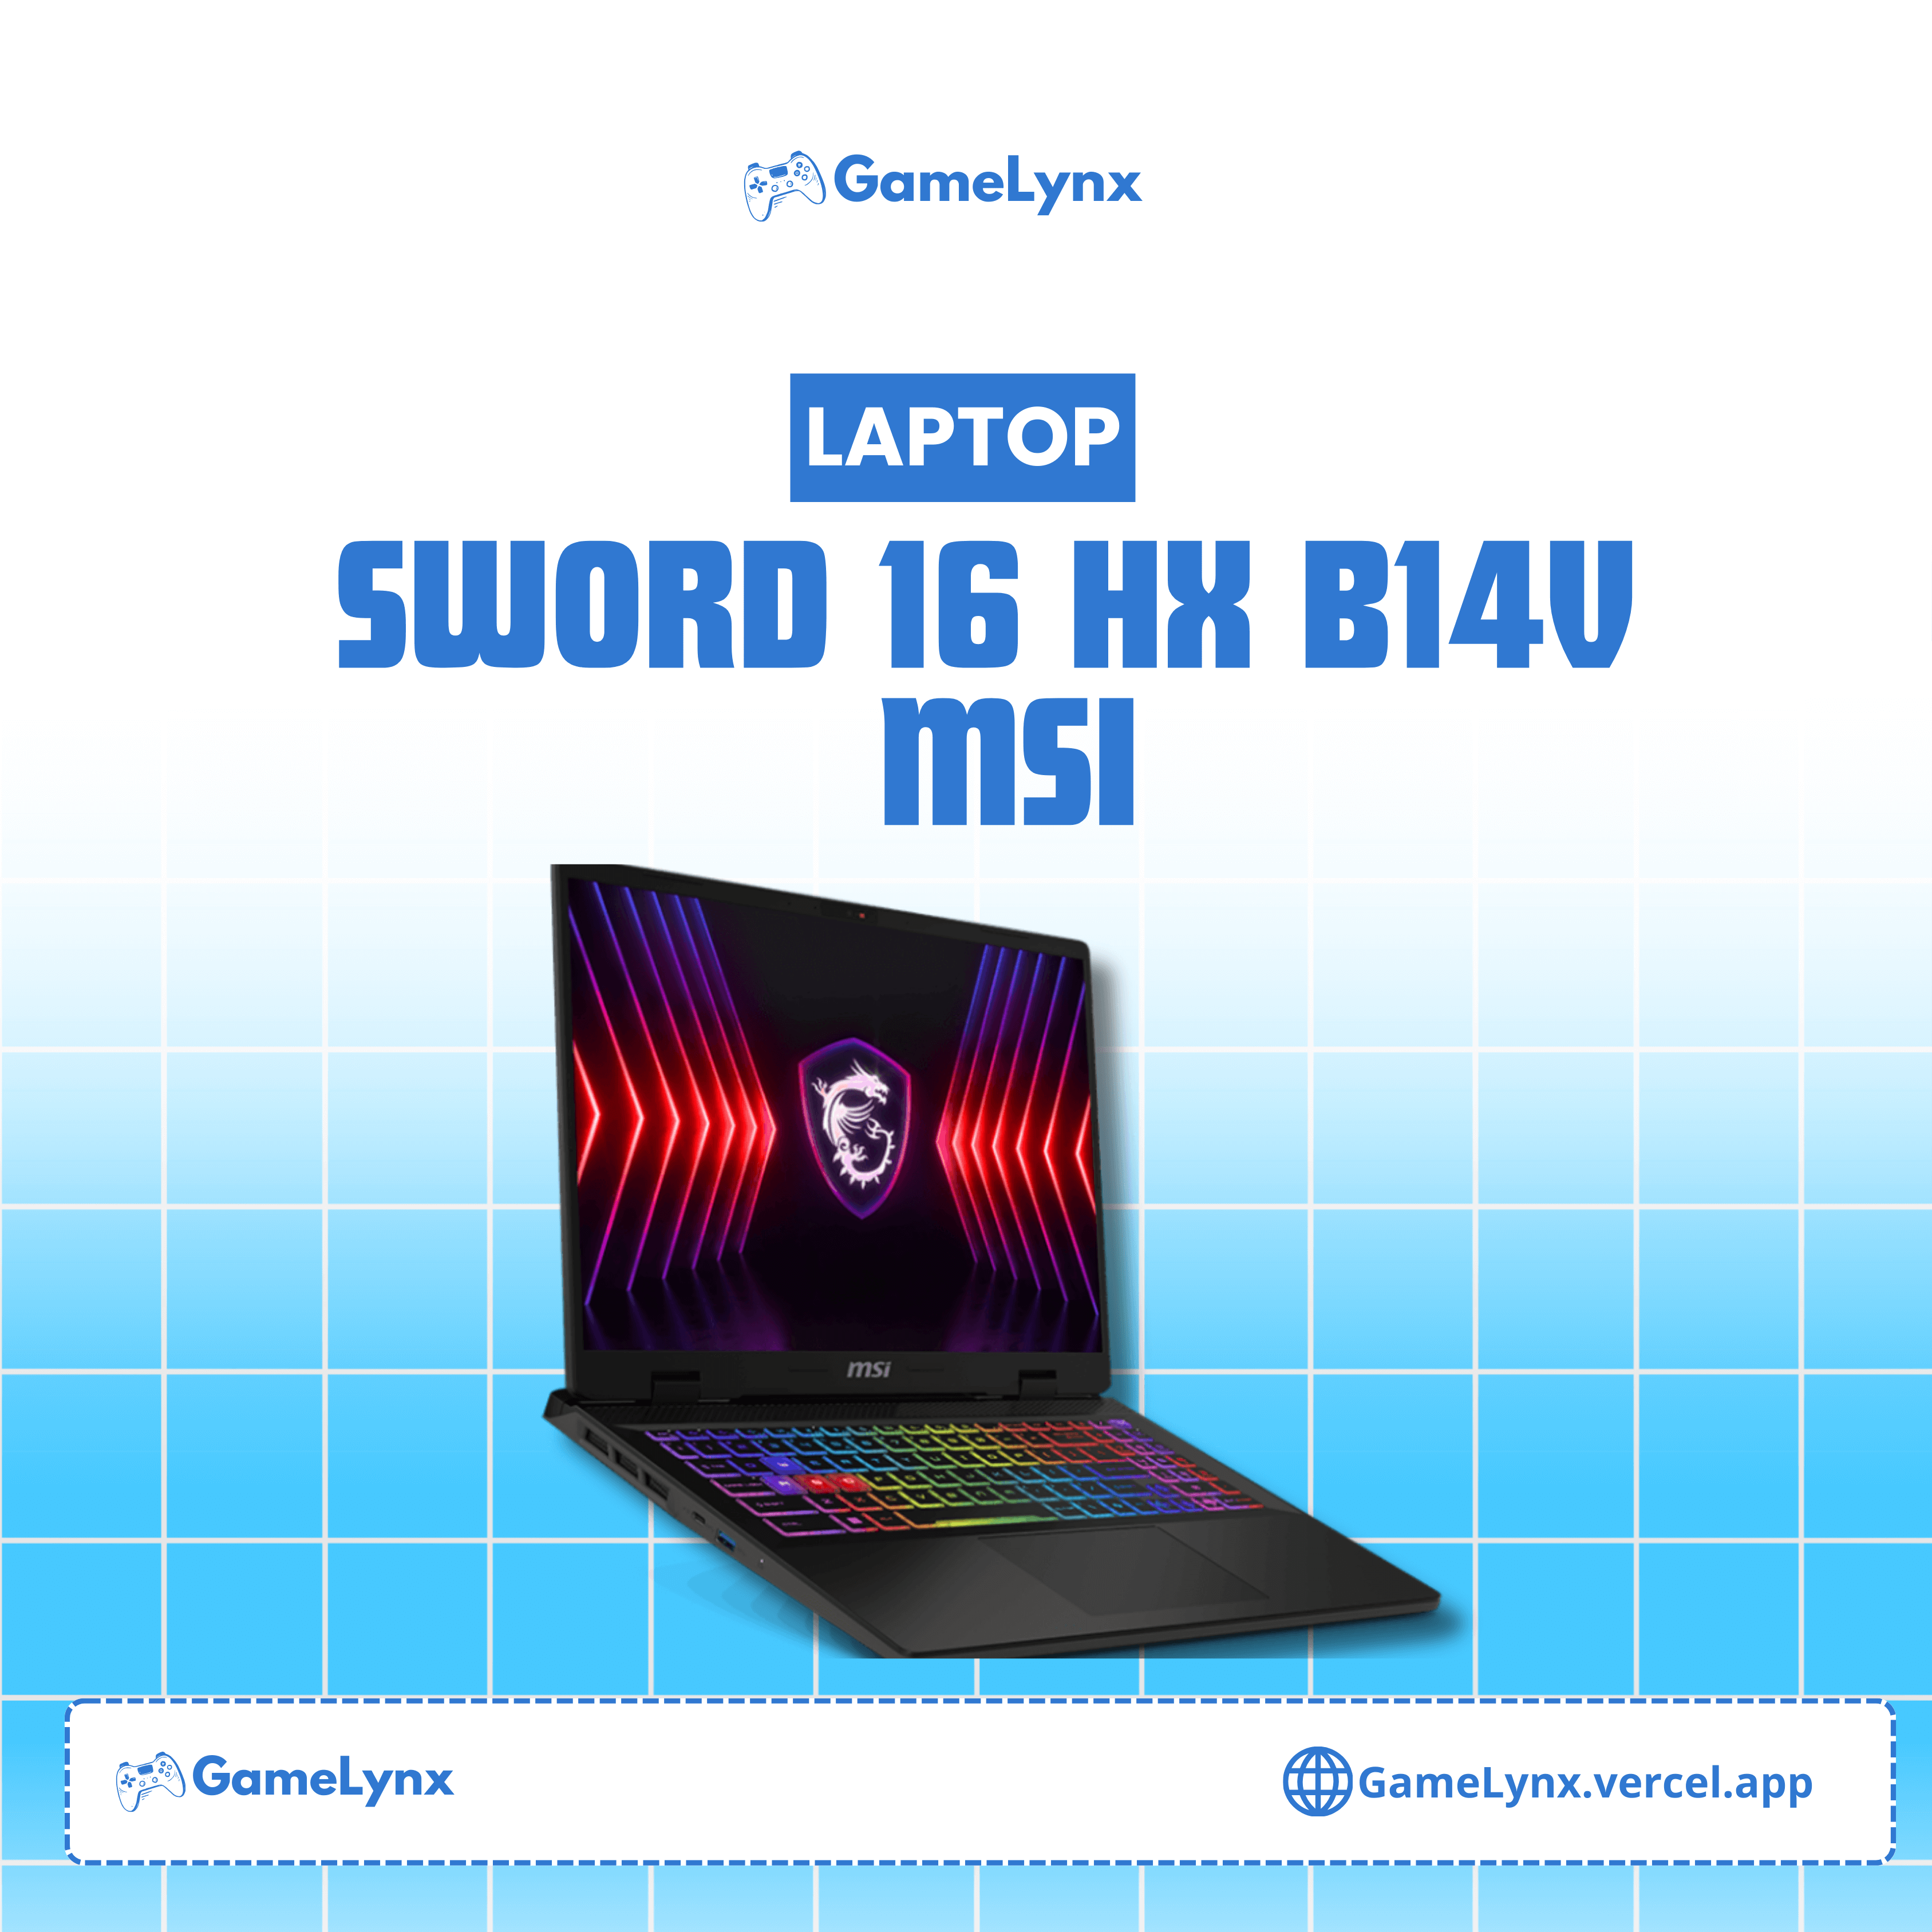 GameLynx
LAPTOP
SWORD 16 HX B14V
MSI
msi
GameLynx
GameLynx.vercel.app